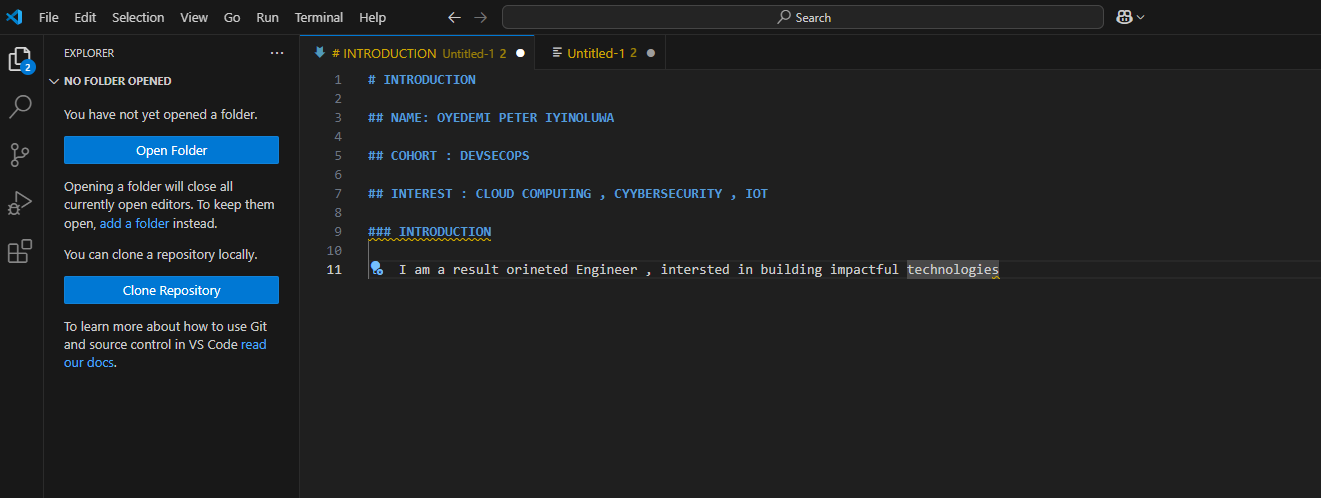 File Edit Selection View Go Run Terminal Help
Search
EXPLORER
2
NO FOLDER OPENED
You have not yet opened a folder.
Open Folder
Opening a folder will close all
currently open editors. To keep them
open, add a folder instead.
You can clone a repository locally.
Clone Repository
To learn more about how to use Git
and source control in VS Code read
our docs.
# INTRODUCTION Untitled-1 2
Untitled-1 2
1 # INTRODUCTION
2
3 ## NAME: OYEDEMI PETER IYINOLUWA
4
5 ## COHORT : DEVSECOPS
6
7 ## INTEREST : CLOUD COMPUTING , CYYBERSECURITY , IOT
8
9 ### INTRODUCTION
10
11 I am a result orineted Engineer , intersted in building impactful technologies